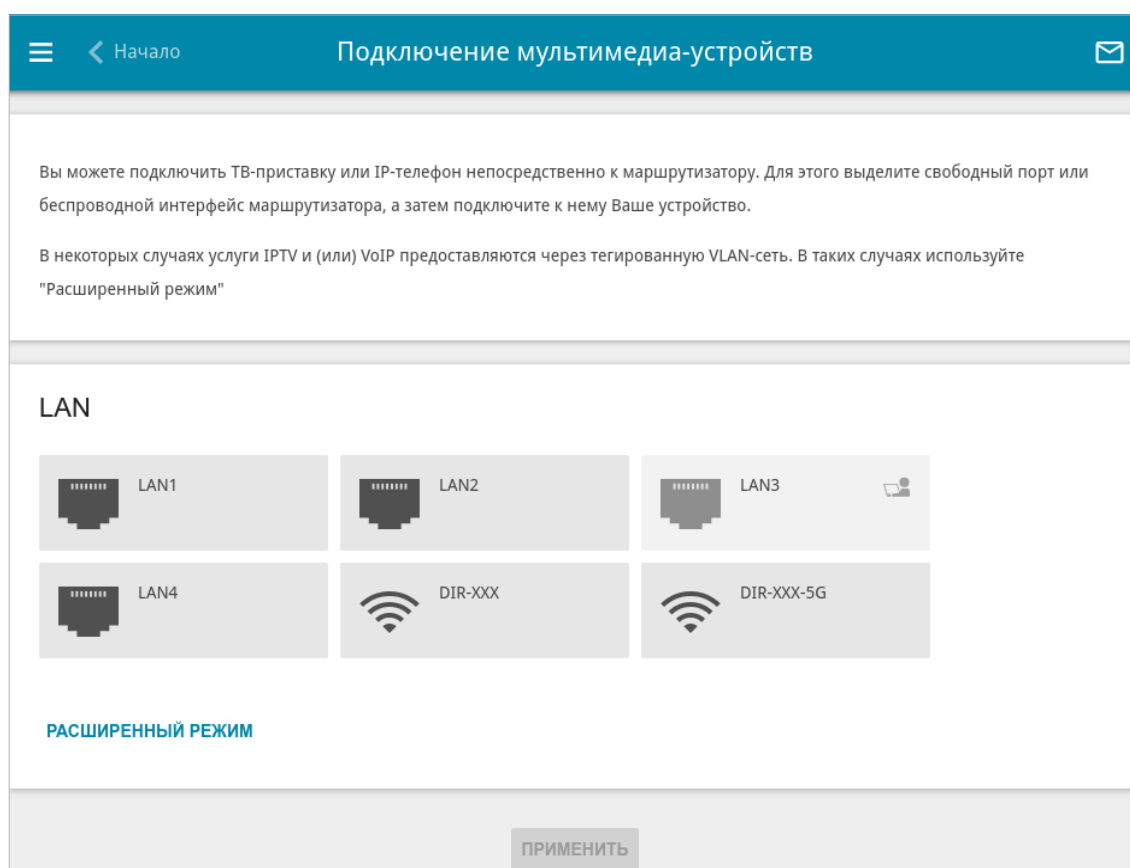 Начало
Подключение мультимедиа-устройств
Вы можете подключить ТВ-приставку или IP-телефон непосредственно к маршрутизатору. Для этого выделите свободный порт или
беспроводной интерфейс маршрутизатора, а затем подключите к нему Ваше устройство.
В некоторых случаях услуги IPTV и (или) VoIP предоставляются через тегированную VLAN-сеть. В таких случаях используйте
"Расширенный режим"
LAN
LAN1
LAN2
LAN3
LAN4
DIR-XXX
DIR-XXX-5G
РАСШИРЕННЫЙ РЕЖИМ
ПРИМЕНИТЬ